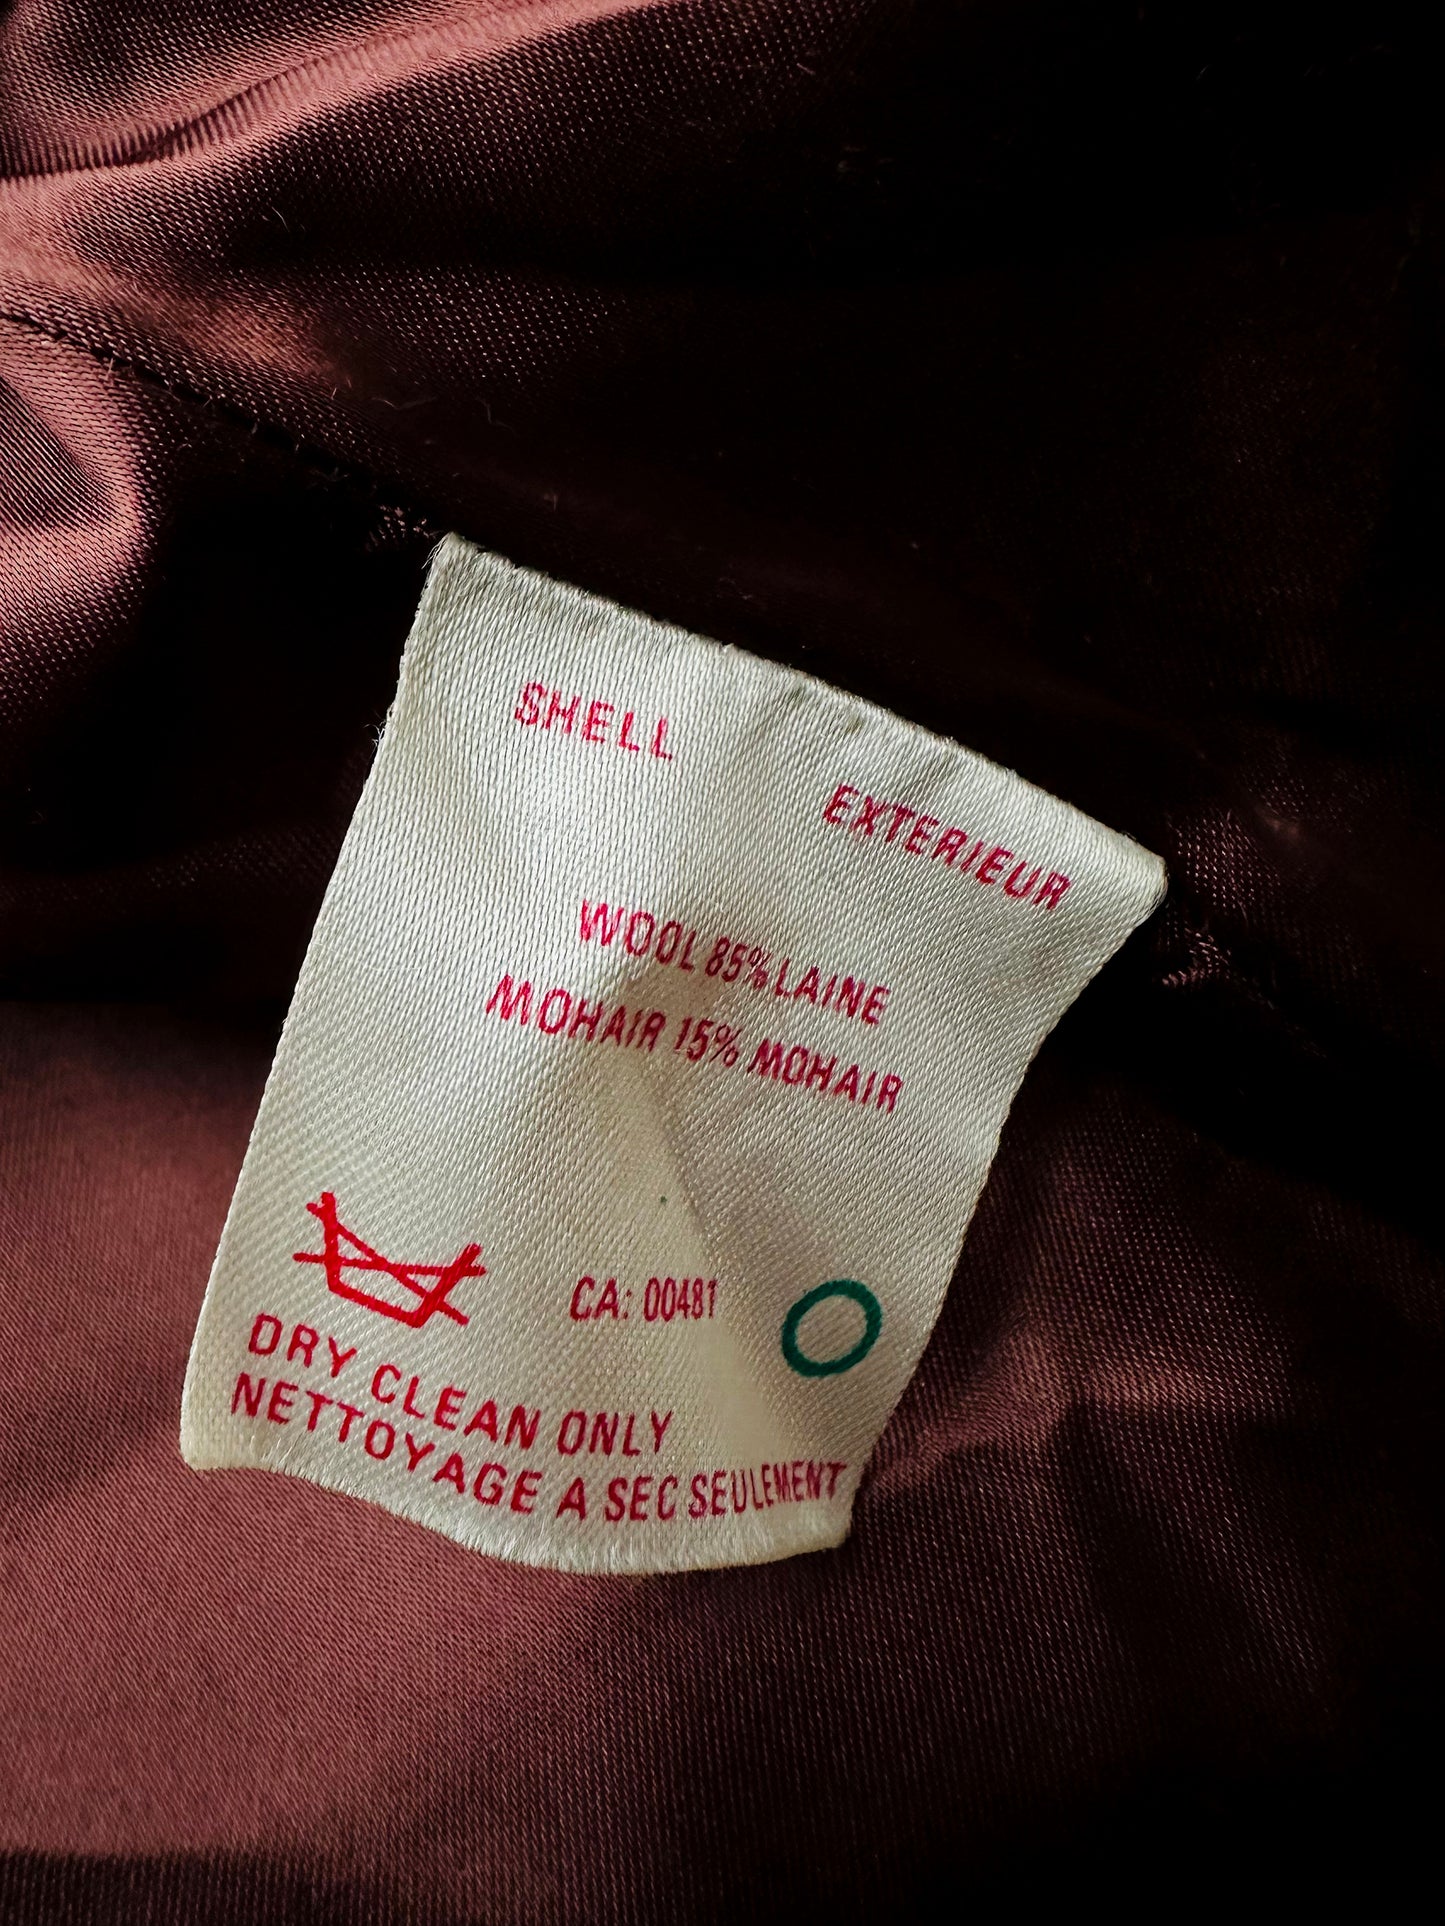 SHELL
EXTERIEUR
WOOL 85% LAINE
MOHAIR 15% MOHAIR
CA: 00481
DRY CLEAN ONLY
NETTOYAGE A SEC SEULEMENT